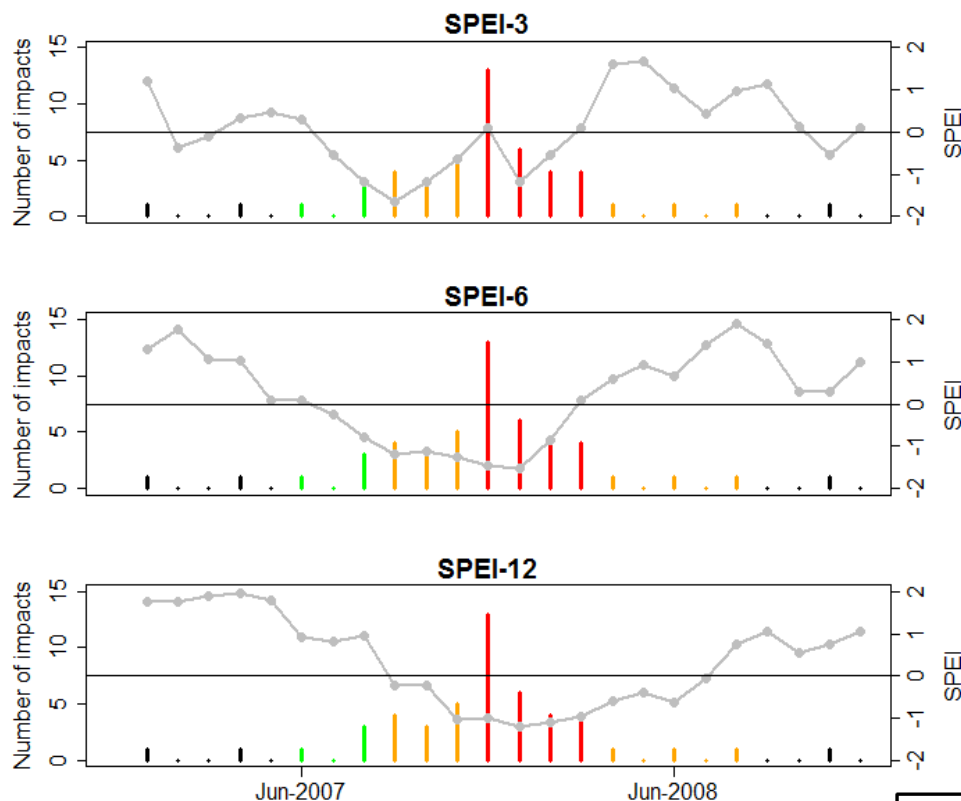 SPEI-3
Number of impacts
0 5 10 15
-2 -1 0 1 2
SPEI
SPEI-6
Number of impacts
0 5 10 15
-2 -1 0 1 2
SPEI
SPEI-12
Number of impacts
0 5 10 15
-2 -1 0 1 2
SPEI
Jun-2007 Jun-2008